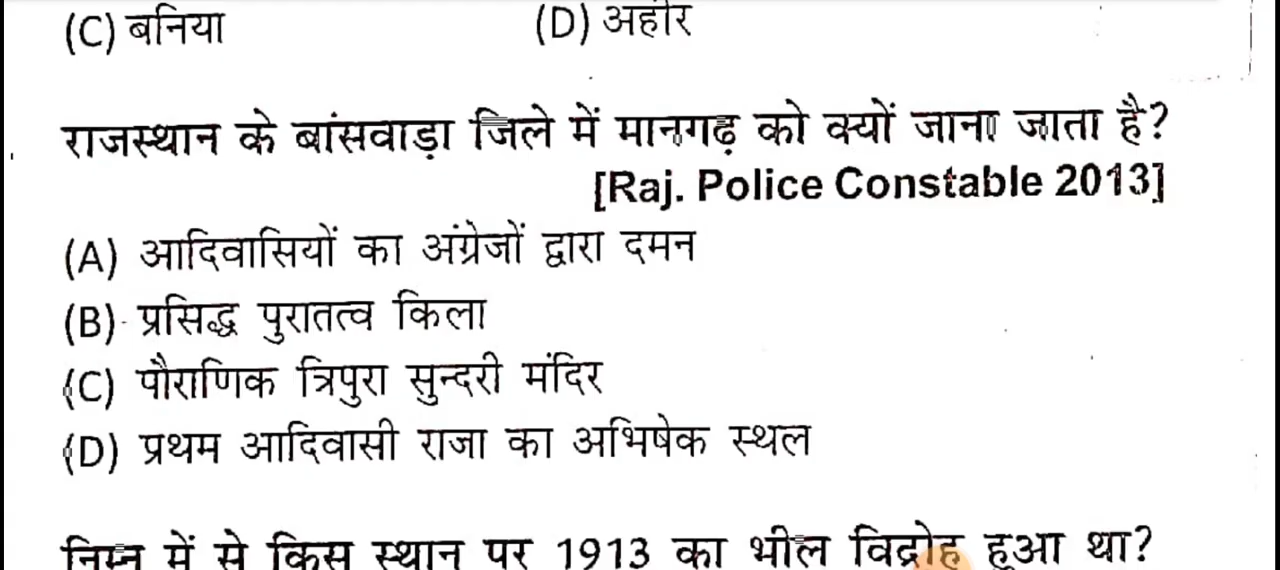 (C) बनिया (D) अहीर
राजस्थान के बांसवाड़ा जिले में मानगढ़ को क्यों जाना जाता है?
[Raj. Police Constable 2013]
(A) आदिवासियों का अंग्रेजों द्वारा दमन
(B) प्रसिद्ध पुरातत्व किला
(C) पौराणिक त्रिपुरा सुन्दरी मंदिर
(D) प्रथम आदिवासी राजा का अभिषेक स्थल
निम्न में से किस स्थान पर 1913 का भील विद्रोह हुआ था?